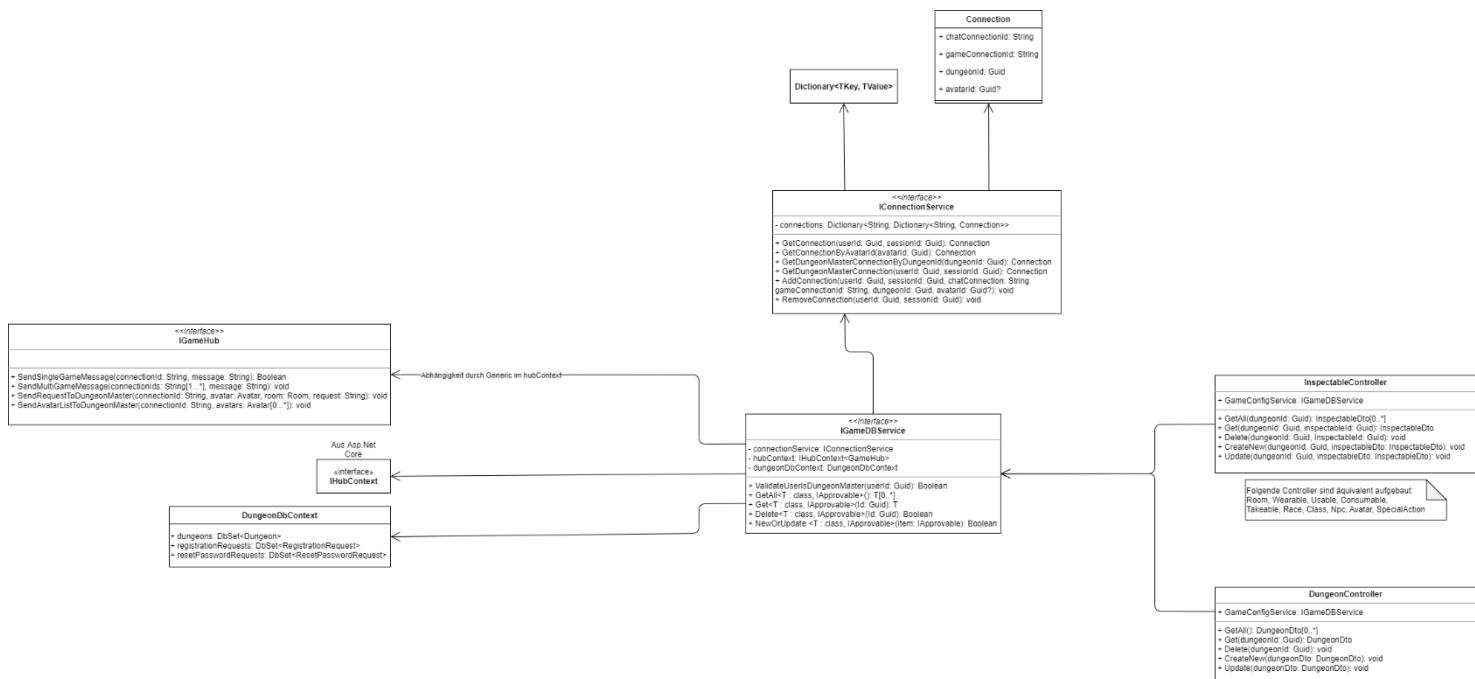 Connection
+ chatConnectionId: String
+ gameConnectionId: String
+ dungeonId: Guid
+ avatarId: Guid?
Dictionary<TKey, TValue>
<<interface>>
IConnectionService
- connections: Dictionary<String, Dictionary<String, Connection>>
+ GetConnection(userId: Guid, sessionId: Guid): Connection
+ GetConnectionByAvatarId(avatarId: Guid): Connection
+ GetDungeonMasterConnectionByDungeonId(dungeonId: Guid): Connection
+ GetDungeonMasterConnection(userId: Guid, sessionId: Guid): Connection
+ AddConnection(userId: Guid, sessionId: Guid, chatConnection: String
gameConnectionId: String, dungeonId: Guid, avatarId: Guid?): void
+ RemoveConnection(userId: Guid, sessionId: Guid): void
<<interface>>
IGameHub
+ SendSingleGameMessage(connectionId: String, message: String): Boolean
+ SendMultiGameMessage(connectionIds: String[1...*], message: String): void
+ SendRequestToDungeonMaster(connectionId: String, avatar: Avatar, room: Room, request: String): void
+ SendAvatarListToDungeonMaster(connectionId: String, avatars: Avatar[0...*]): void
Abhängigkeit durch Generic im hubContext
Aus Asp.Net
Core
«interface»
IHubContext
DungeonDbContext
+ dungeons: DbSet<Dungeon>
+ registrationRequests: DbSet<RegistrationRequest>
+ resetPasswordRequests: DbSet<ResetPasswordRequest>
<<interface>>
IGameDBService
- connectionService: IConnectionService
- hubContext: IHubContext<GameHub>
- dungeonDbContext: DungeonDbContext
+ ValidateUserIsDungeonMaster(userId: Guid): Boolean
+ GetAll<T : class, IApprovable>(): T[0..*]
+ Get<T : class, IApprovable>(Id: Guid): T
+ Delete<T : class, IApprovable>(Id: Guid): Boolean
+ NewOrUpdate <T : class, IApprovable>(item: IApprovable): Boolean
InspectableController
+ GameConfigService: IGameDBService
+ GetAll(dungeonId: Guid): InspectableDto[0..*]
+ Get(dungeonId: Guid, inspectableId: Guid): InspectableDto
+ Delete(dungeonId: Guid, InspectableId: Guid): void
+ CreateNew(dungeonId: Guid, inspectableDto: InspectableDto): void
+ Update(dungeonId: Guid, inspectableDto: InspectableDto): void
Folgende Controller sind äquivalent aufgebaut:
Room, Wearable, Usable, Consumable,
Takeable, Race, Class, Npc, Avatar, SpecialAction
DungeonController
+ GameConfigService: IGameDBService
+ GetAll(): DungeonDto[0..*]
+ Get(dungeonId: Guid): DungeonDto
+ Delete(dungeonId: Guid): void
+ CreateNew(dungeonDto: DungeonDto): void
+ Update(dungeonDto: DungeonDto): void